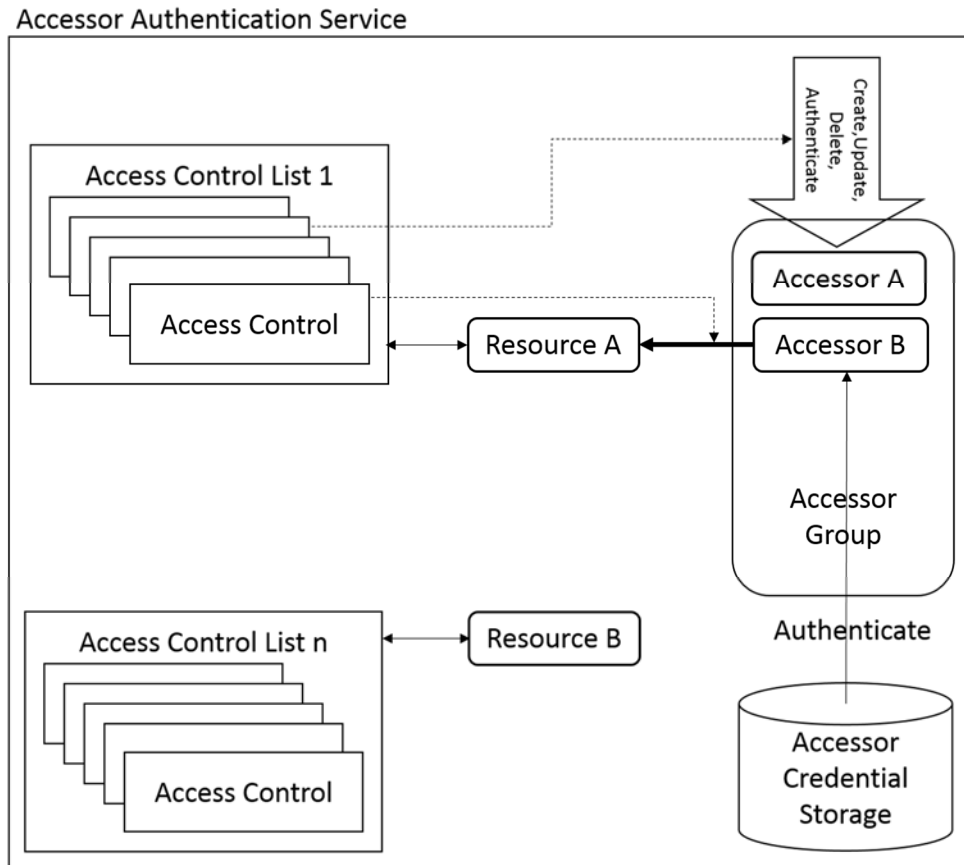 Accessor Authentication Service
Create,Update,
Delete,
Authenticate
Access Control List 1
Access Control
Resource A
Accessor A
Accessor B
Accessor
Group
Access Control List n
Access Control
Resource B
Authenticate
Accessor
Credential
Storage